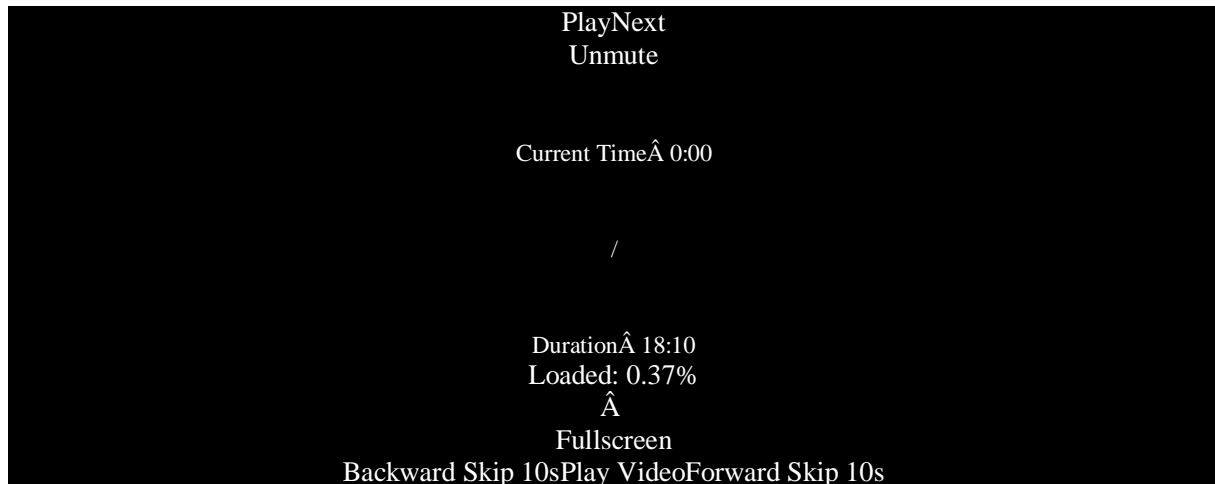 PlayNext
Unmute
Current TimeÂ 0:00
/
DurationÂ 18:10
Loaded: 0.37%
Â
Fullscreen
Backward Skip 10sPlay VideoForward Skip 10s